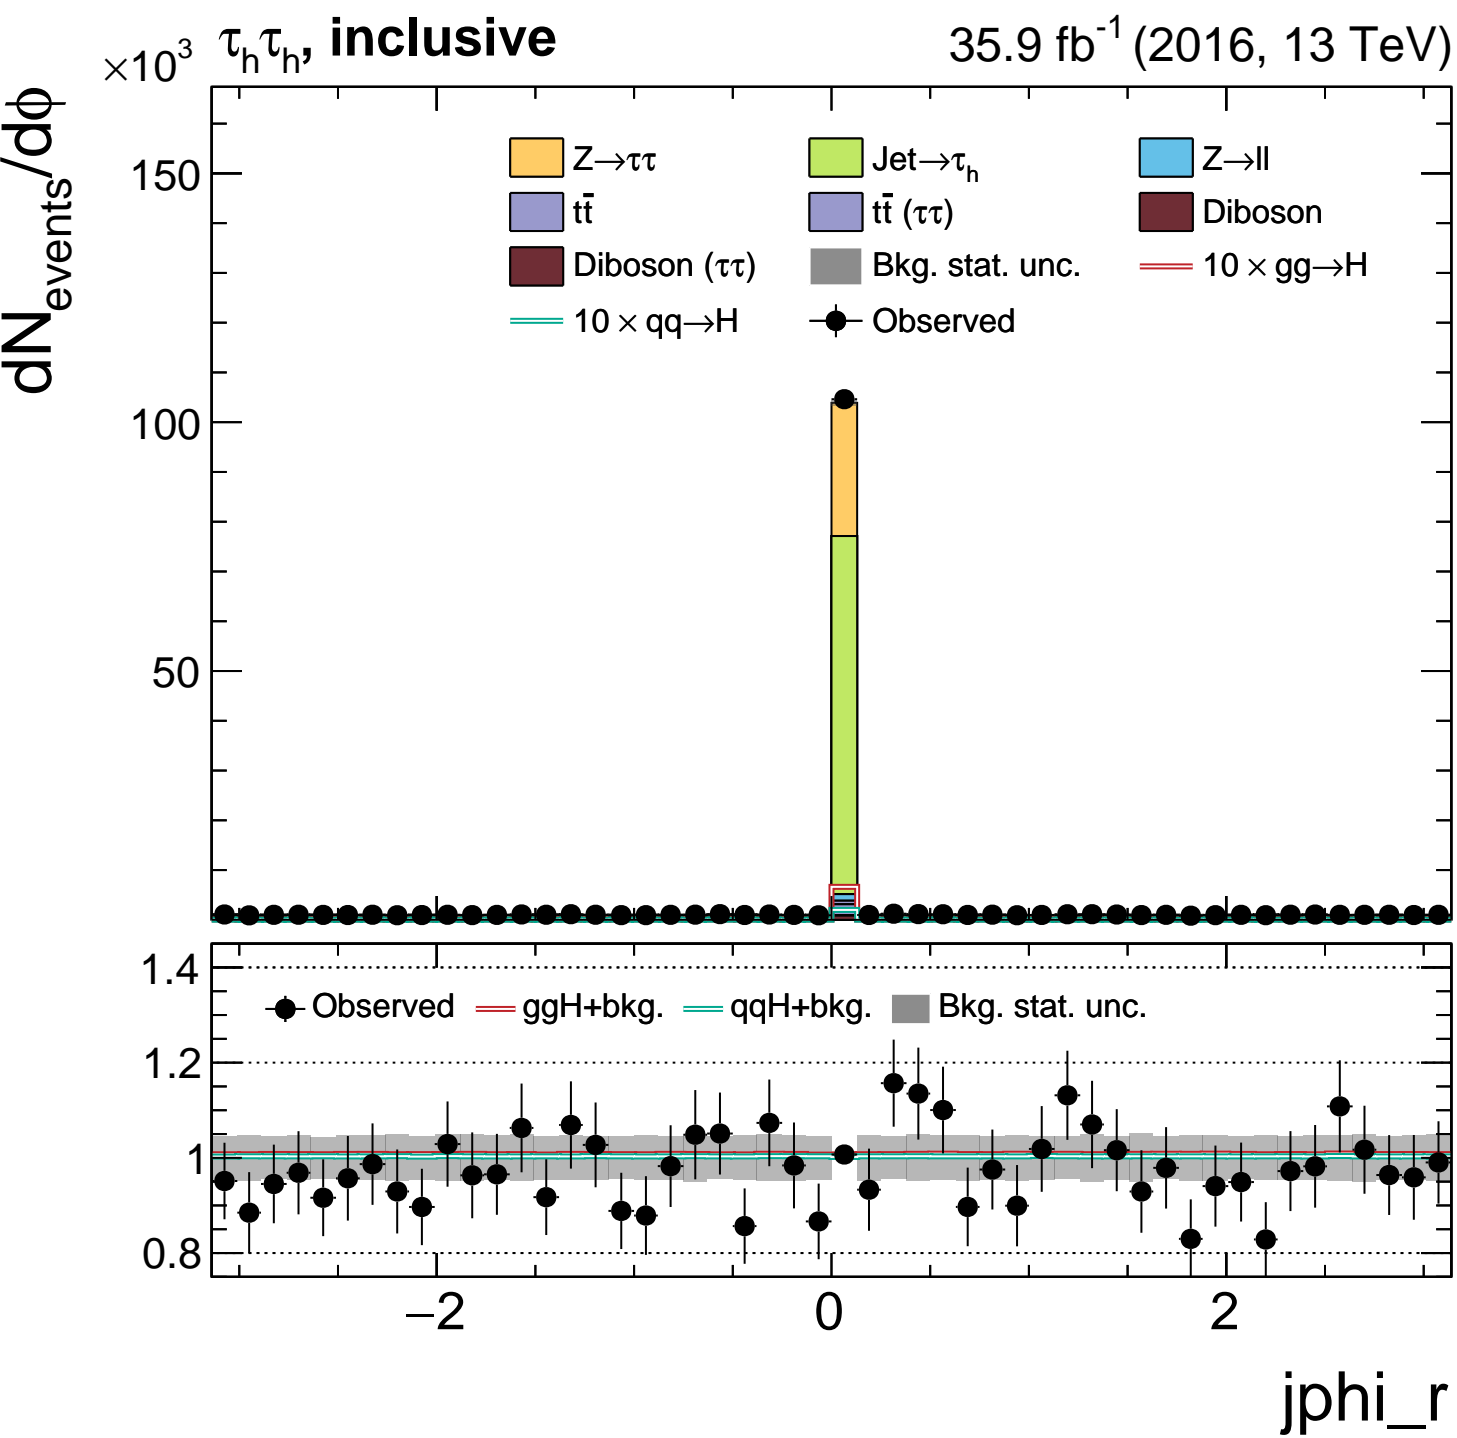 ×10³ τₕτₕ, inclusive 35.9 fb⁻¹ (2016, 13 TeV)
dN_events/dϕ
150
100
50
Z→ττ Jet→τₕ Z→ll
tt̄ tt̄ (ττ) Diboson
Diboson (ττ) Bkg. stat. unc. 10 × gg→H
10 × qq→H Observed
1.4
1.2
1
0.8
Observed ggH+bkg. qqH+bkg. Bkg. stat. unc.
−2 0 2
jphi_r